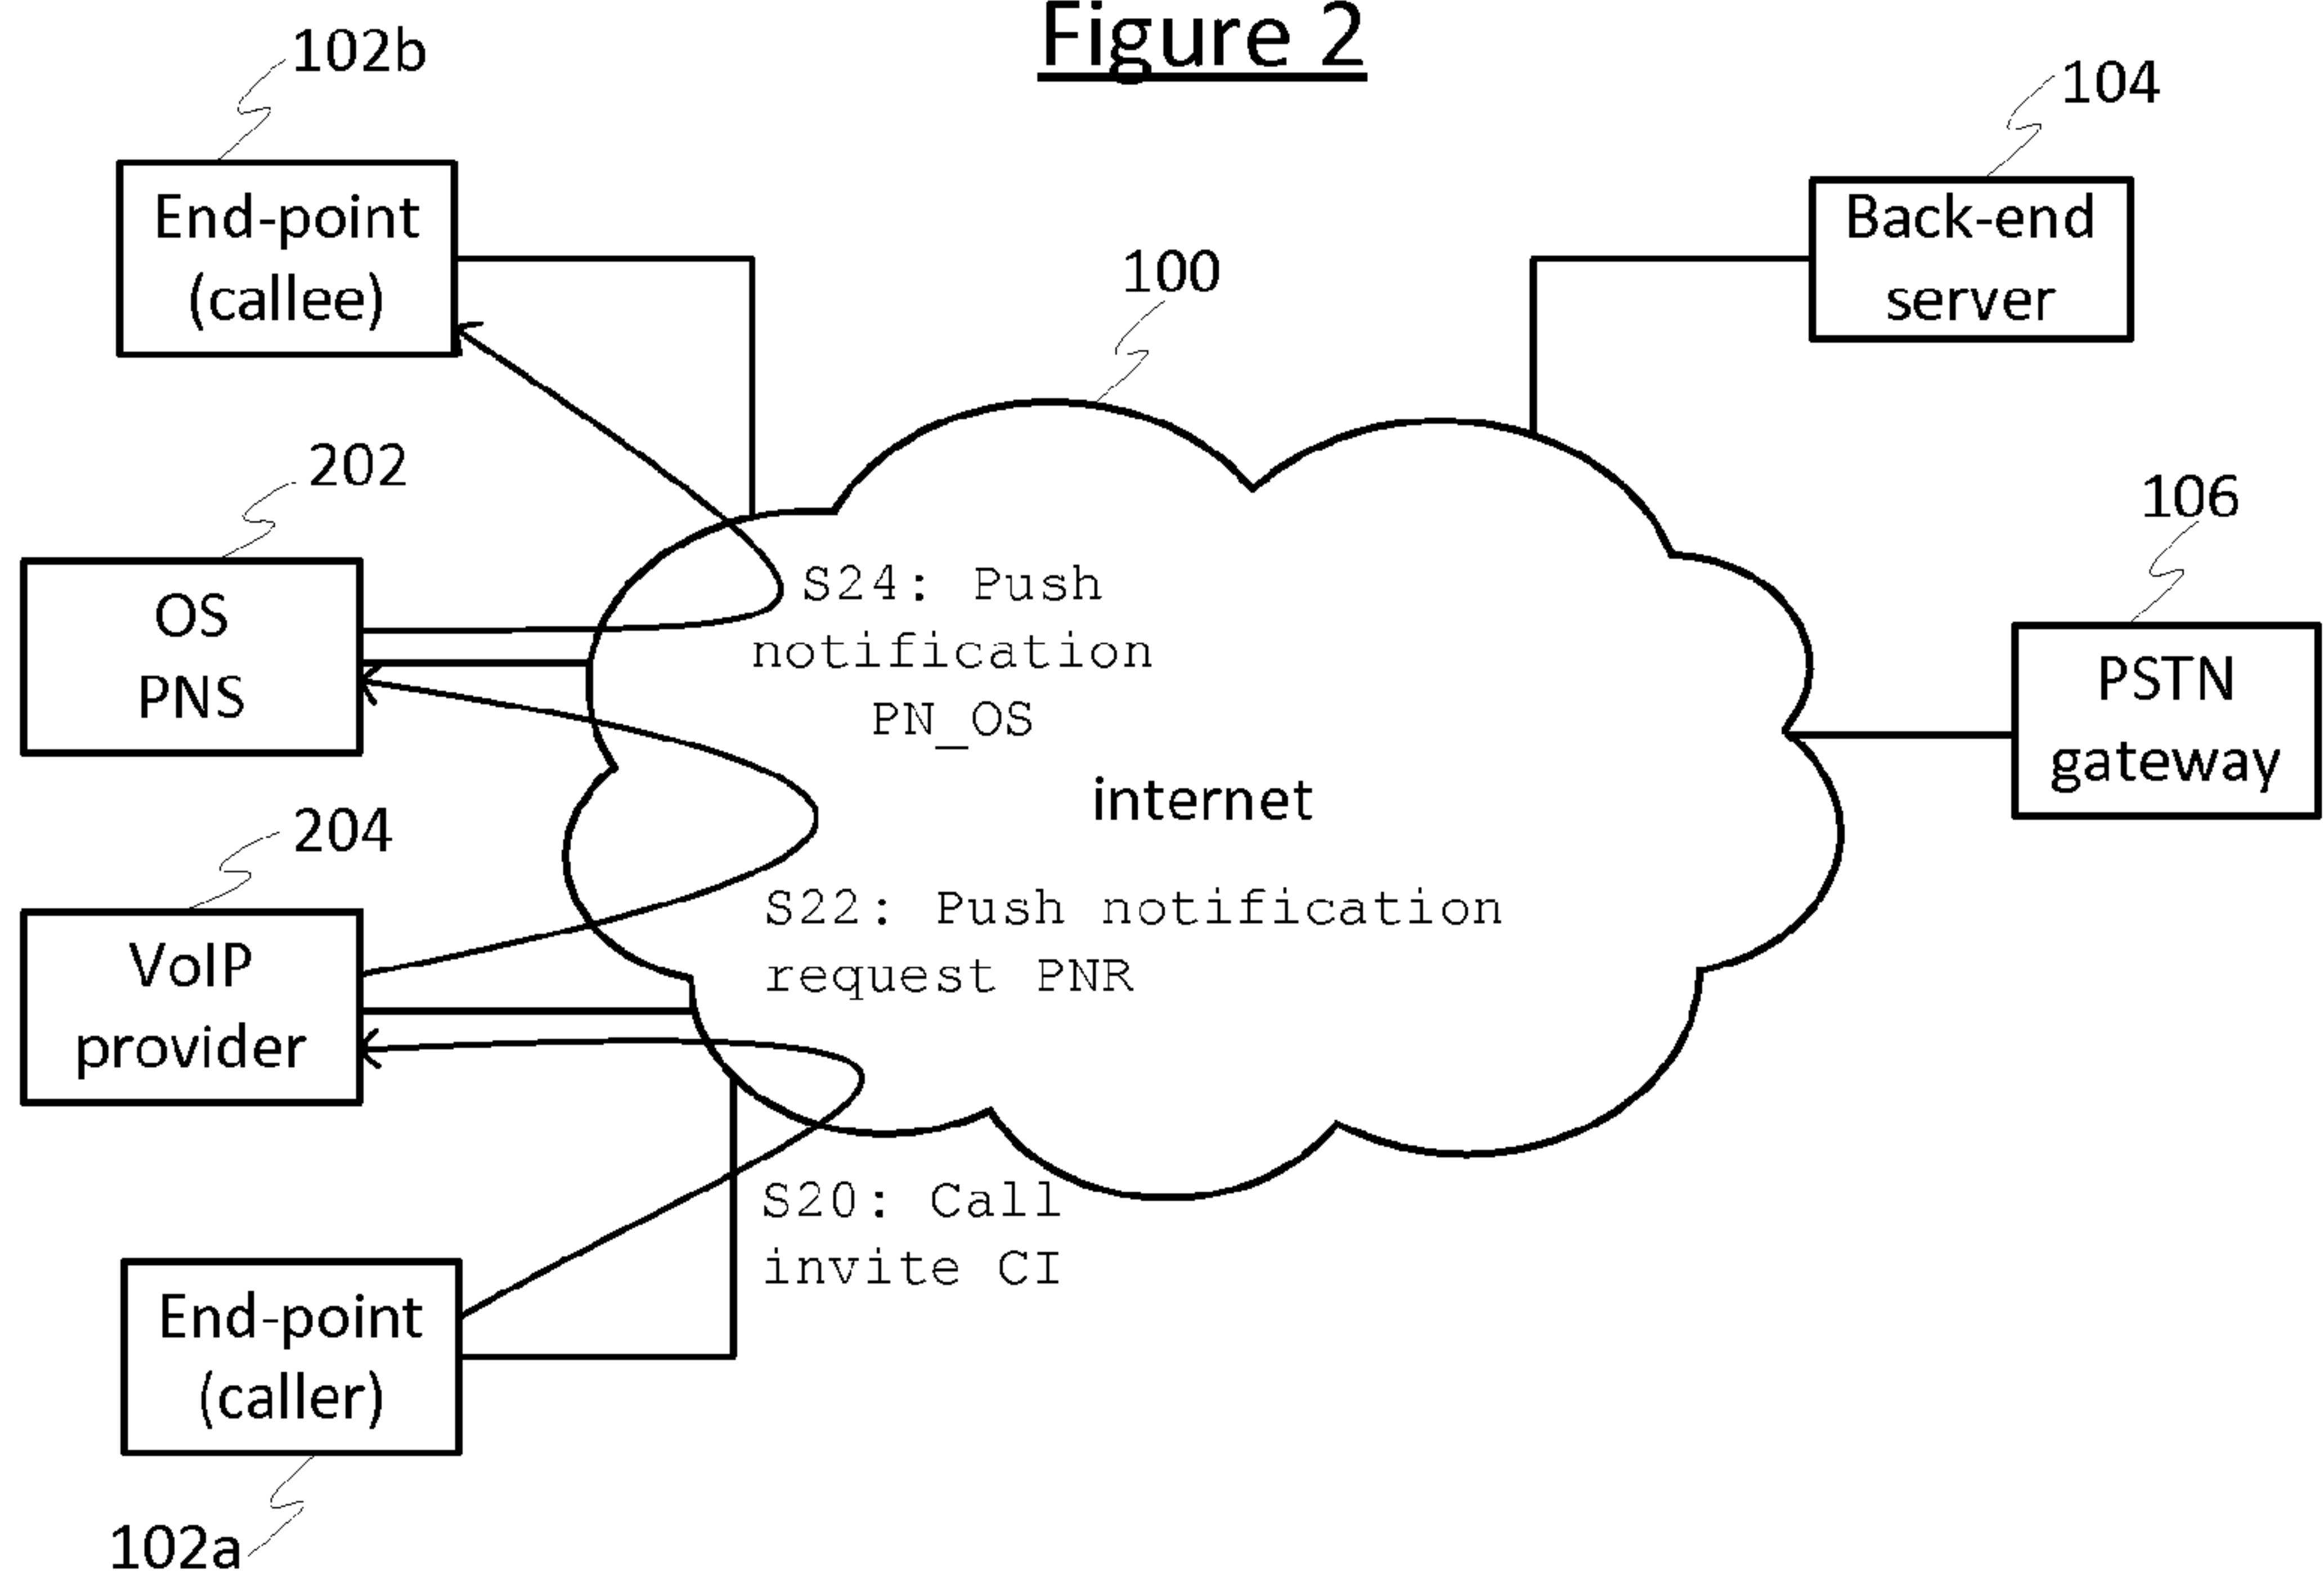 Figure 2
102b
104
End-point
(callee)
Back-end
server
100
202
106
OS
PNS
S24: Push
notification
PN_OS
PSTN
gateway
internet
204
VoIP
provider
S22: Push notification
request PNR
S20: Call
invite CI
End-point
(caller)
102a